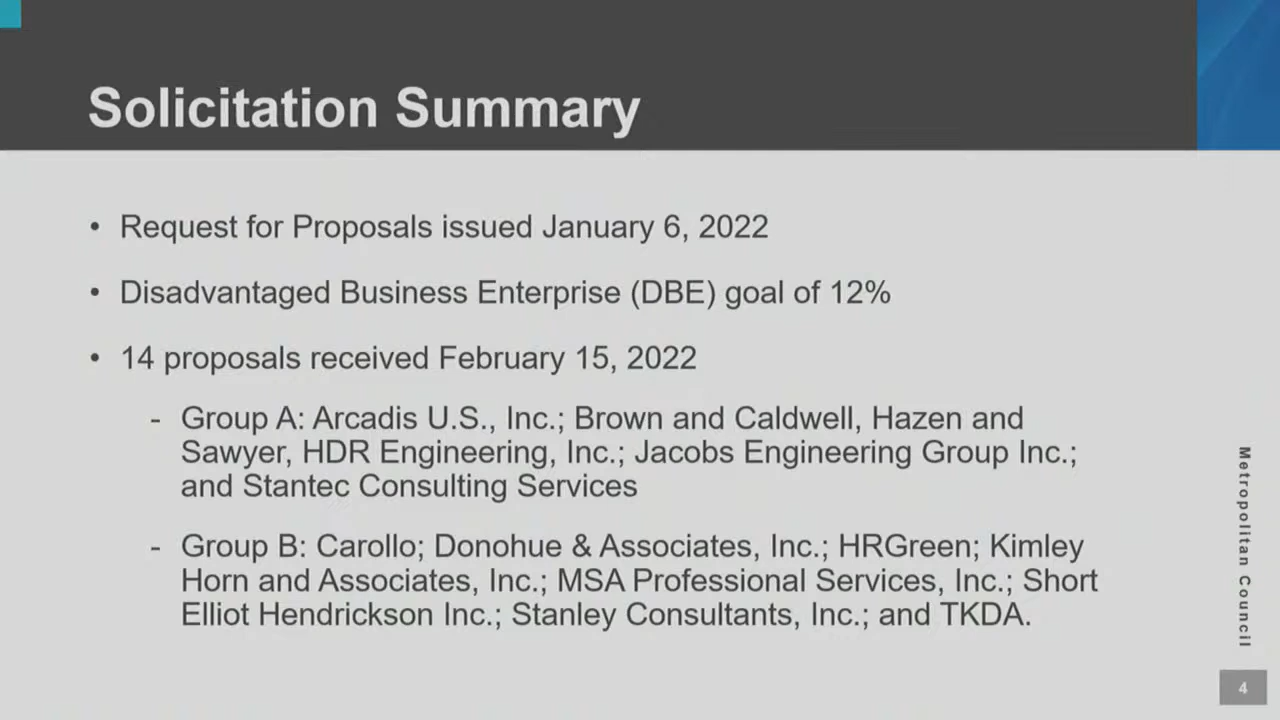 Solicitation Summary
• Request for Proposals issued January 6, 2022
• Disadvantaged Business Enterprise (DBE) goal of 12%
• 14 proposals received February 15, 2022
- Group A: Arcadis U.S., Inc.; Brown and Caldwell, Hazen and
Sawyer, HDR Engineering, Inc.; Jacobs Engineering Group Inc.;
and Stantec Consulting Services
- Group B: Carollo; Donohue & Associates, Inc.; HRGreen; Kimley
Horn and Associates, Inc.; MSA Professional Services, Inc.; Short
Elliot Hendrickson Inc.; Stanley Consultants, Inc.; and TKDA.
Metropolitan Council
4